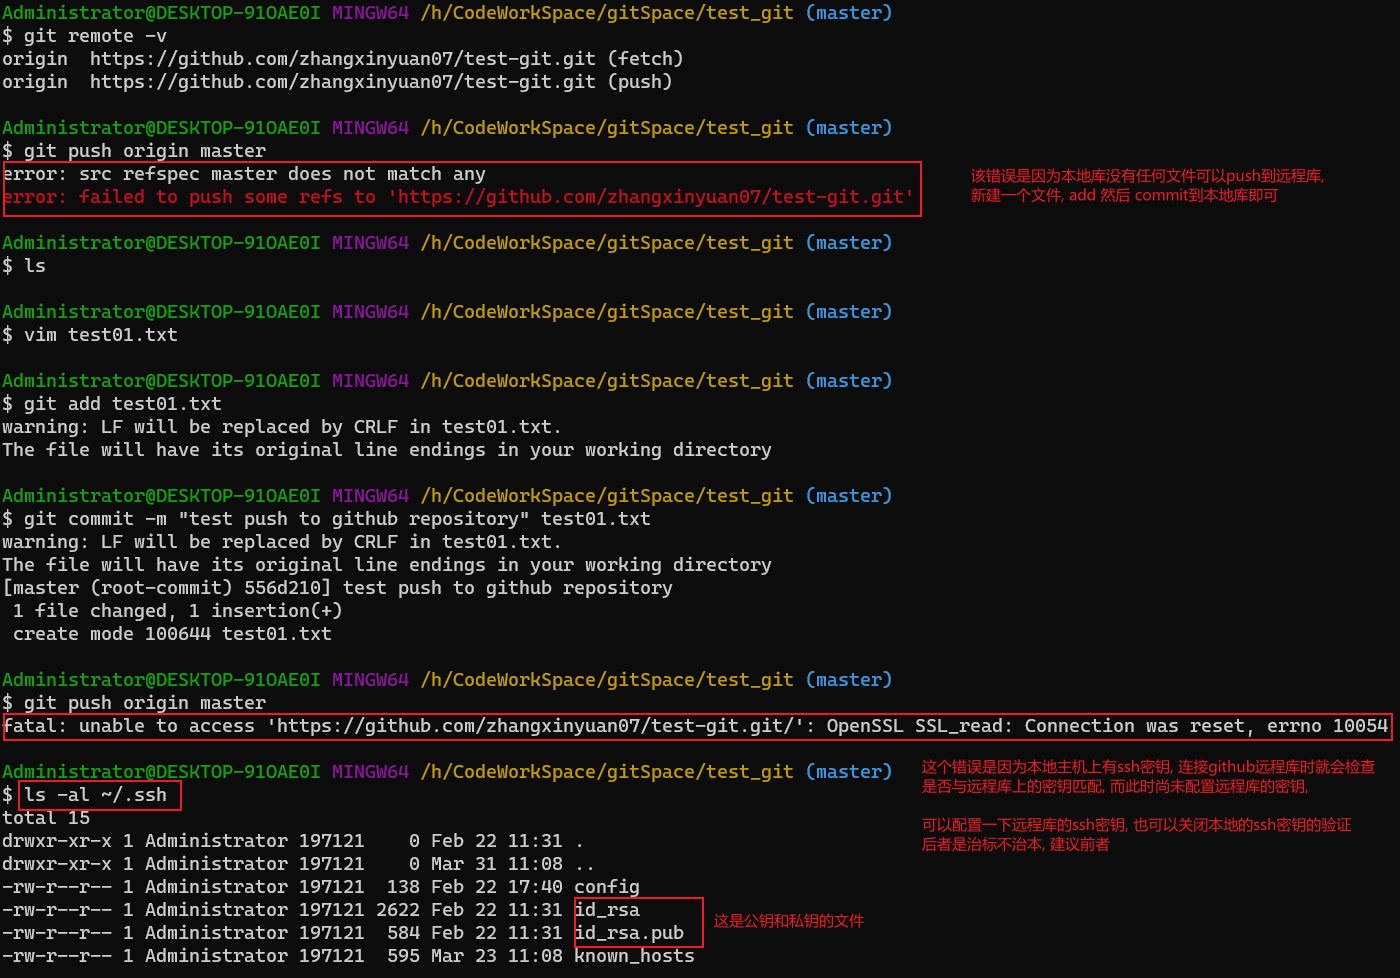 Administrator@DESKTOP-91OAE0I MINGW64 /h/CodeWorkSpace/gitSpace/test_git (master)
$ git remote -v
origin  https://github.com/zhangxinyuan07/test-git.git (fetch)
origin  https://github.com/zhangxinyuan07/test-git.git (push)
Administrator@DESKTOP-91OAE0I MINGW64 /h/CodeWorkSpace/gitSpace/test_git (master)
$ git push origin master
error: src refspec master does not match any
error: failed to push some refs to 'https://github.com/zhangxinyuan07/test-git.git'
该错误是因为本地库没有任何文件可以push到远程库,
新建一个文件, add 然后 commit到本地库即可
Administrator@DESKTOP-91OAE0I MINGW64 /h/CodeWorkSpace/gitSpace/test_git (master)
$ ls
Administrator@DESKTOP-91OAE0I MINGW64 /h/CodeWorkSpace/gitSpace/test_git (master)
$ vim test01.txt
Administrator@DESKTOP-91OAE0I MINGW64 /h/CodeWorkSpace/gitSpace/test_git (master)
$ git add test01.txt
warning: LF will be replaced by CRLF in test01.txt.
The file will have its original line endings in your working directory
Administrator@DESKTOP-91OAE0I MINGW64 /h/CodeWorkSpace/gitSpace/test_git (master)
$ git commit -m "test push to github repository" test01.txt
warning: LF will be replaced by CRLF in test01.txt.
The file will have its original line endings in your working directory
[master (root-commit) 556d210] test push to github repository
 1 file changed, 1 insertion(+)
 create mode 100644 test01.txt
Administrator@DESKTOP-91OAE0I MINGW64 /h/CodeWorkSpace/gitSpace/test_git (master)
$ git push origin master
fatal: unable to access 'https://github.com/zhangxinyuan07/test-git.git/': OpenSSL SSL_read: Connection was reset, errno 10054
Administrator@DESKTOP-91OAE0I MINGW64 /h/CodeWorkSpace/gitSpace/test_git (master)
$ ls -al ~/.ssh
total 15
drwxr-xr-x 1 Administrator 197121    0 Feb 22 11:31 .
drwxr-xr-x 1 Administrator 197121    0 Mar 31 11:08 ..
-rw-r--r-- 1 Administrator 197121  138 Feb 22 17:40 config
-rw-r--r-- 1 Administrator 197121 2622 Feb 22 11:31 id_rsa
-rw-r--r-- 1 Administrator 197121  584 Feb 22 11:31 id_rsa.pub
-rw-r--r-- 1 Administrator 197121  595 Mar 23 11:08 known_hosts
这个错误是因为本地主机上有ssh密钥, 连接github远程库时就会检查
是否与远程库上的密钥匹配, 而此时尚未配置远程库的密钥,
可以配置一下远程库的ssh密钥, 也可以关闭本地的ssh密钥的验证
后者是治标不治本, 建议前者
这是公钥和私钥的文件